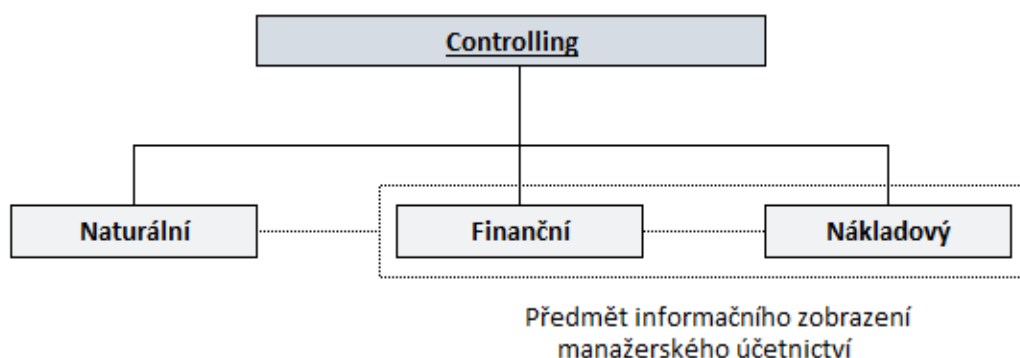 Controlling
Naturální
Finanční
Nákladový
Předmět informačního zobrazení
manažerského účetnictví